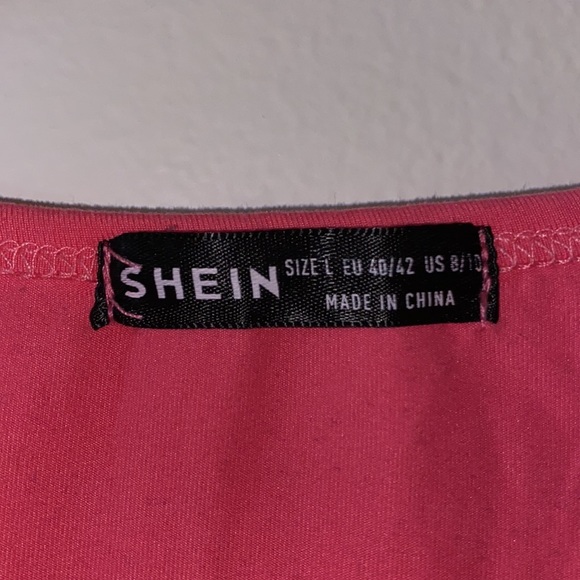 SHEIN
SIZE L EU 40/42 US 8/10
MADE IN CHINA